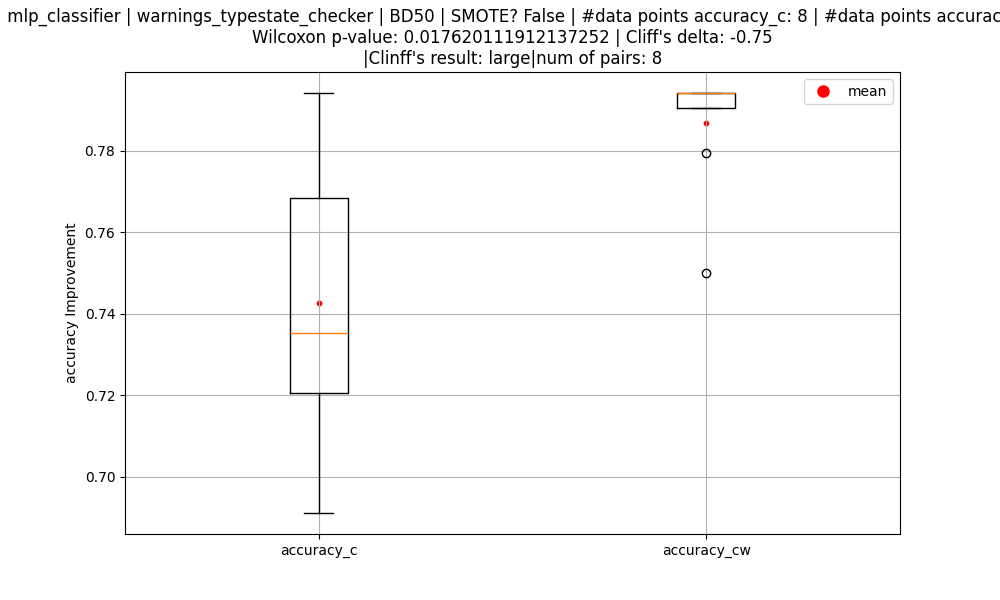 mlp_classifier | warnings_typestate_checker | BD50 | SMOTE? False | #data points accuracy_c: 8 | #data points accurac
Wilcoxon p-value: 0.017620111912137252 | Cliff's delta: -0.75
|Clinff's result: large|num of pairs: 8
mean
0.78
0.76
0.74
0.72
0.70
accuracy Improvement
accuracy_c
accuracy_cw